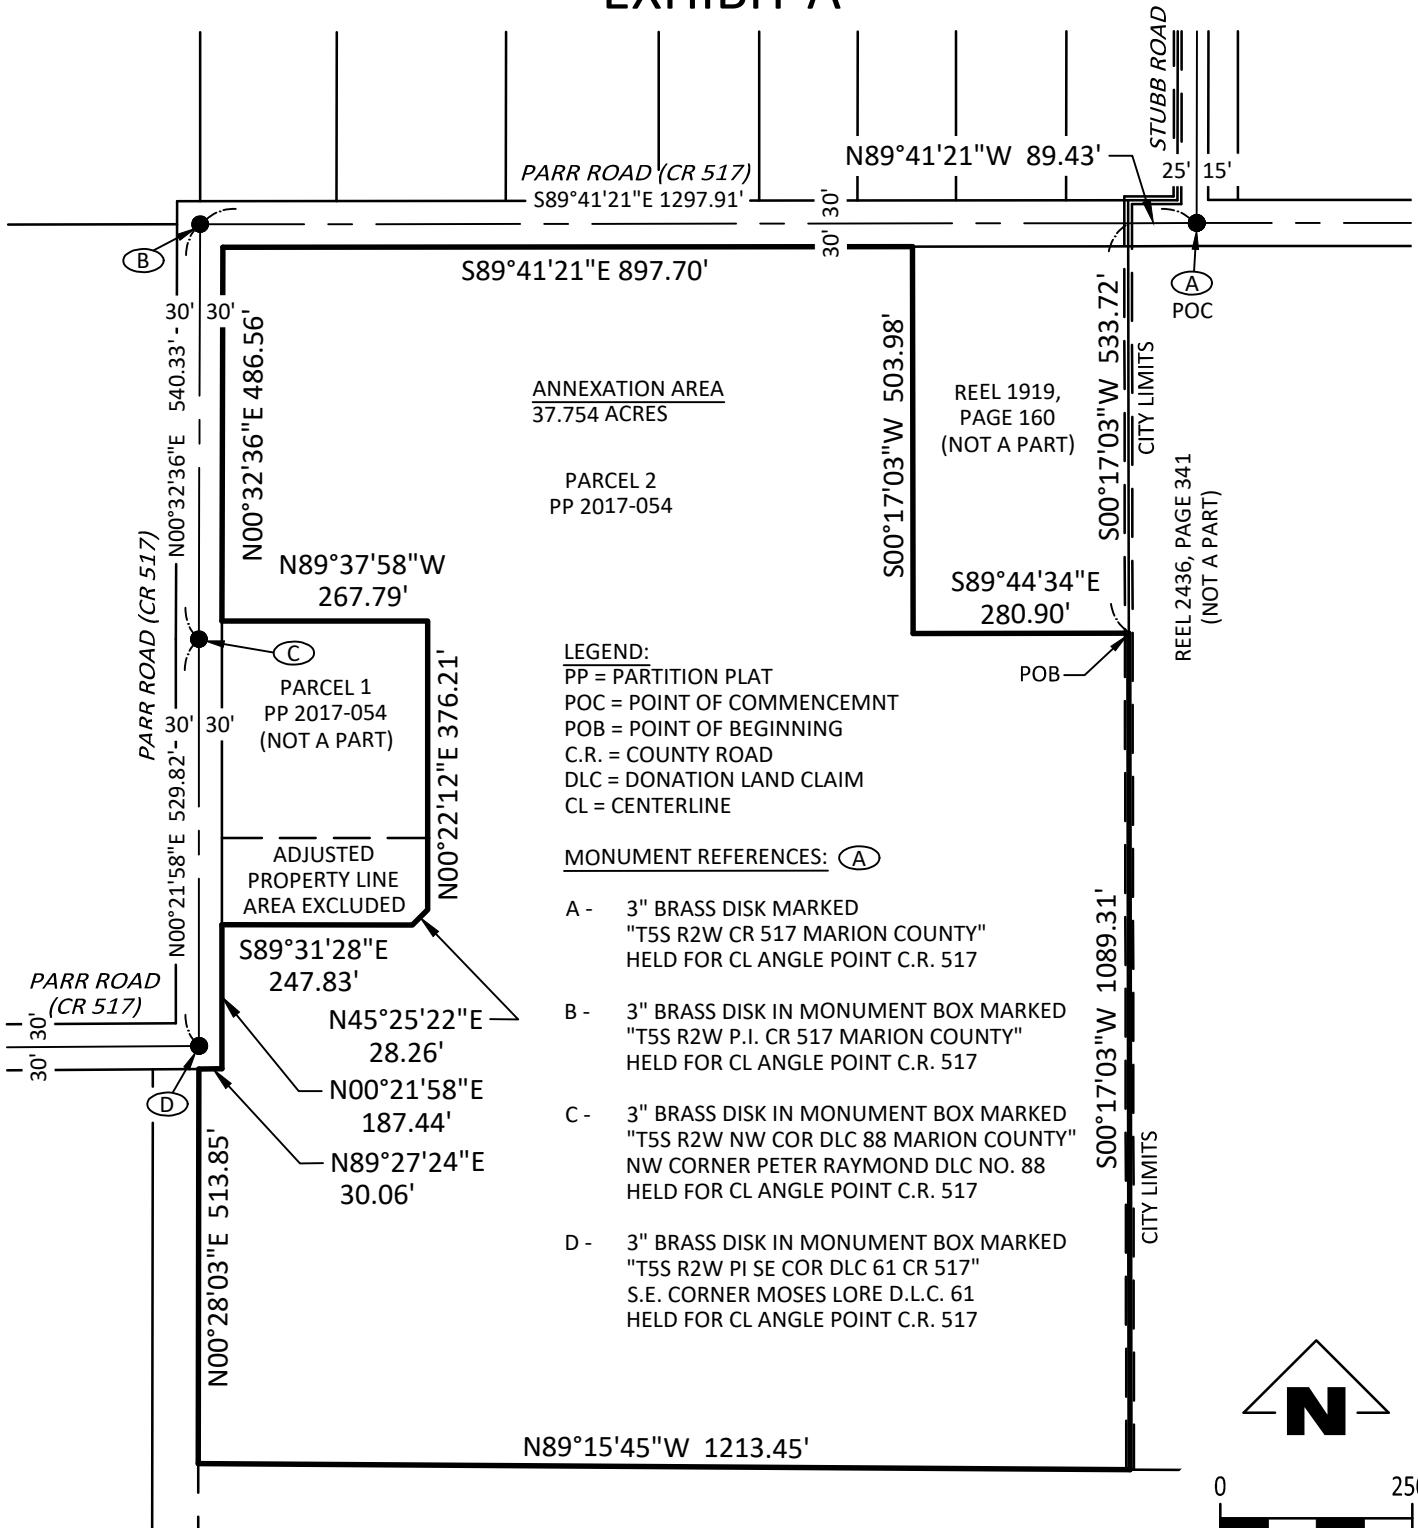 EXHIBIT A
STUBB ROAD
N89°41'21"W 89.43'
25' 15'
PARR ROAD (CR 517)
S89°41'21"E 1297.91'
30'
30'
B
S89°41'21"E 897.70'
A
POC
30' 30'
N00°32'36"E 540.33'
N00°32'36"E 486.56'
ANNEXATION AREA
37.754 ACRES
PARCEL 2
PP 2017-054
S00°17'03"W 503.98'
REEL 1919,
PAGE 160
(NOT A PART)
S00°17'03"W 533.72'
CITY LIMITS
REEL 2436, PAGE 341
(NOT A PART)
PARR ROAD (CR 517)
N89°37'58"W
267.79'
S89°44'34"E
280.90'
POB
C
PARCEL 1
PP 2017-054
(NOT A PART)
30' 30'
N00°21'58"E 529.82'
N00°22'12"E 376.21'
LEGEND:
PP = PARTITION PLAT
POC = POINT OF COMMENCEMNT
POB = POINT OF BEGINNING
C.R. = COUNTY ROAD
DLC = DONATION LAND CLAIM
CL = CENTERLINE
ADJUSTED
PROPERTY LINE
AREA EXCLUDED
MONUMENT REFERENCES: A
A - 3" BRASS DISK MARKED
"T5S R2W CR 517 MARION COUNTY"
HELD FOR CL ANGLE POINT C.R. 517
B - 3" BRASS DISK IN MONUMENT BOX MARKED
"T5S R2W P.I. CR 517 MARION COUNTY"
HELD FOR CL ANGLE POINT C.R. 517
C - 3" BRASS DISK IN MONUMENT BOX MARKED
"T5S R2W NW COR DLC 88 MARION COUNTY"
NW CORNER PETER RAYMOND DLC NO. 88
HELD FOR CL ANGLE POINT C.R. 517
D - 3" BRASS DISK IN MONUMENT BOX MARKED
"T5S R2W PI SE COR DLC 61 CR 517"
S.E. CORNER MOSES LORE D.L.C. 61
HELD FOR CL ANGLE POINT C.R. 517
S89°31'28"E
247.83'
PARR ROAD
(CR 517)
30'
30'
N45°25'22"E
28.26'
N00°21'58"E
187.44'
D
N89°27'24"E
30.06'
N00°28'03"E 513.85'
S00°17'03"W 1089.31'
CITY LIMITS
N89°15'45"W 1213.45'
N
0 250